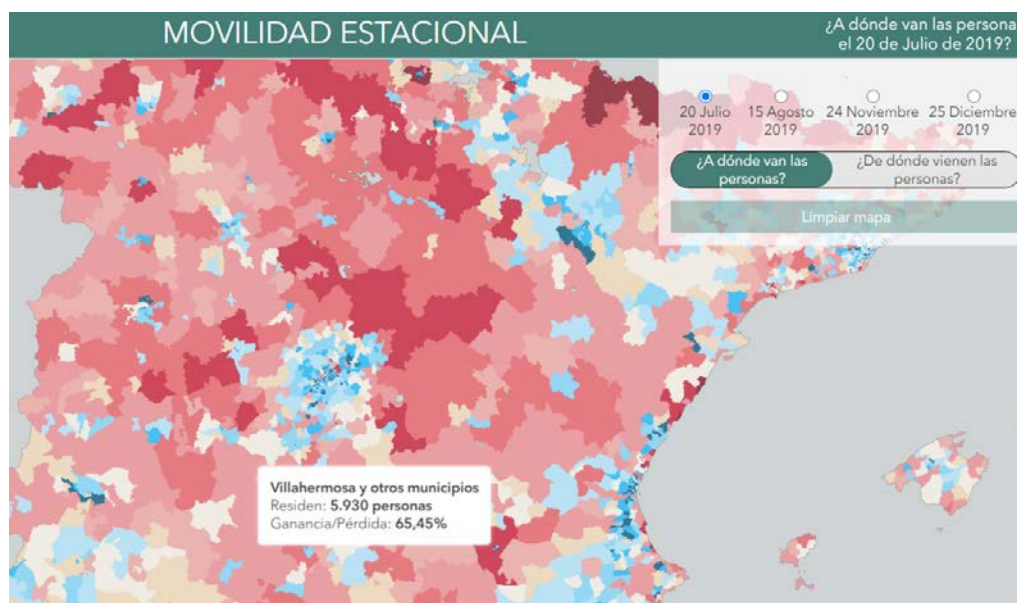 MOVILIDAD ESTACIONAL
¿A dónde van las persona
el 20 de Julio de 2019?
20 Julio 15 Agosto 24 Noviembre 25 Diciembre
2019 2019 2019 2019
¿A dónde van las
personas?
¿De dónde vienen las
personas?
Limpiar mapa
Villahermosa y otros municipios
Residen: 5.930 personas
Ganancia/Pérdida: 65,45%